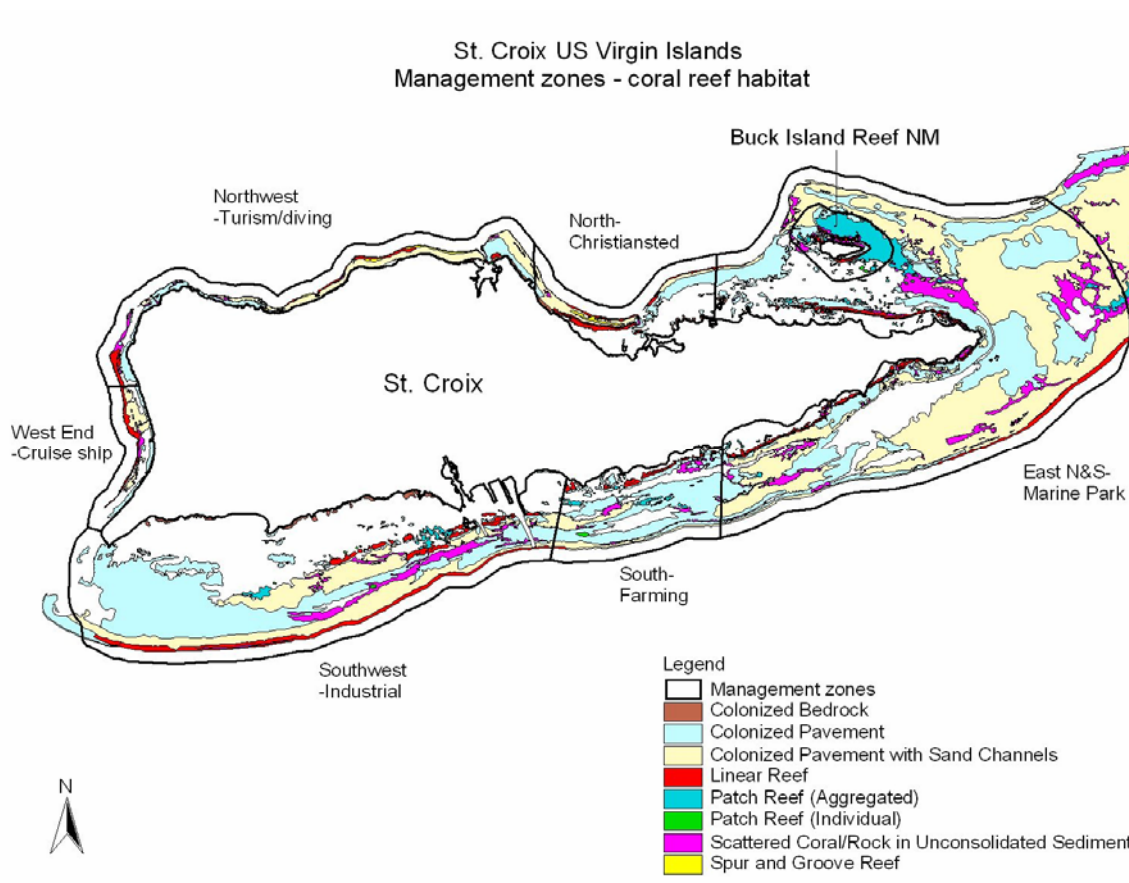 St. Croix US Virgin Islands
Management zones - coral reef habitat
Buck Island Reef NM
Northwest
-Turism/diving
North-
Christiansted
St. Croix
West End
-Cruise ship
East N&S-
Marine Park
South-
Farming
Southwest
-Industrial
Legend
Management zones
Colonized Bedrock
Colonized Pavement
Colonized Pavement with Sand Channels
Linear Reef
Patch Reef (Aggregated)
Patch Reef (Individual)
Scattered Coral/Rock in Unconsolidated Sediment
Spur and Groove Reef
N